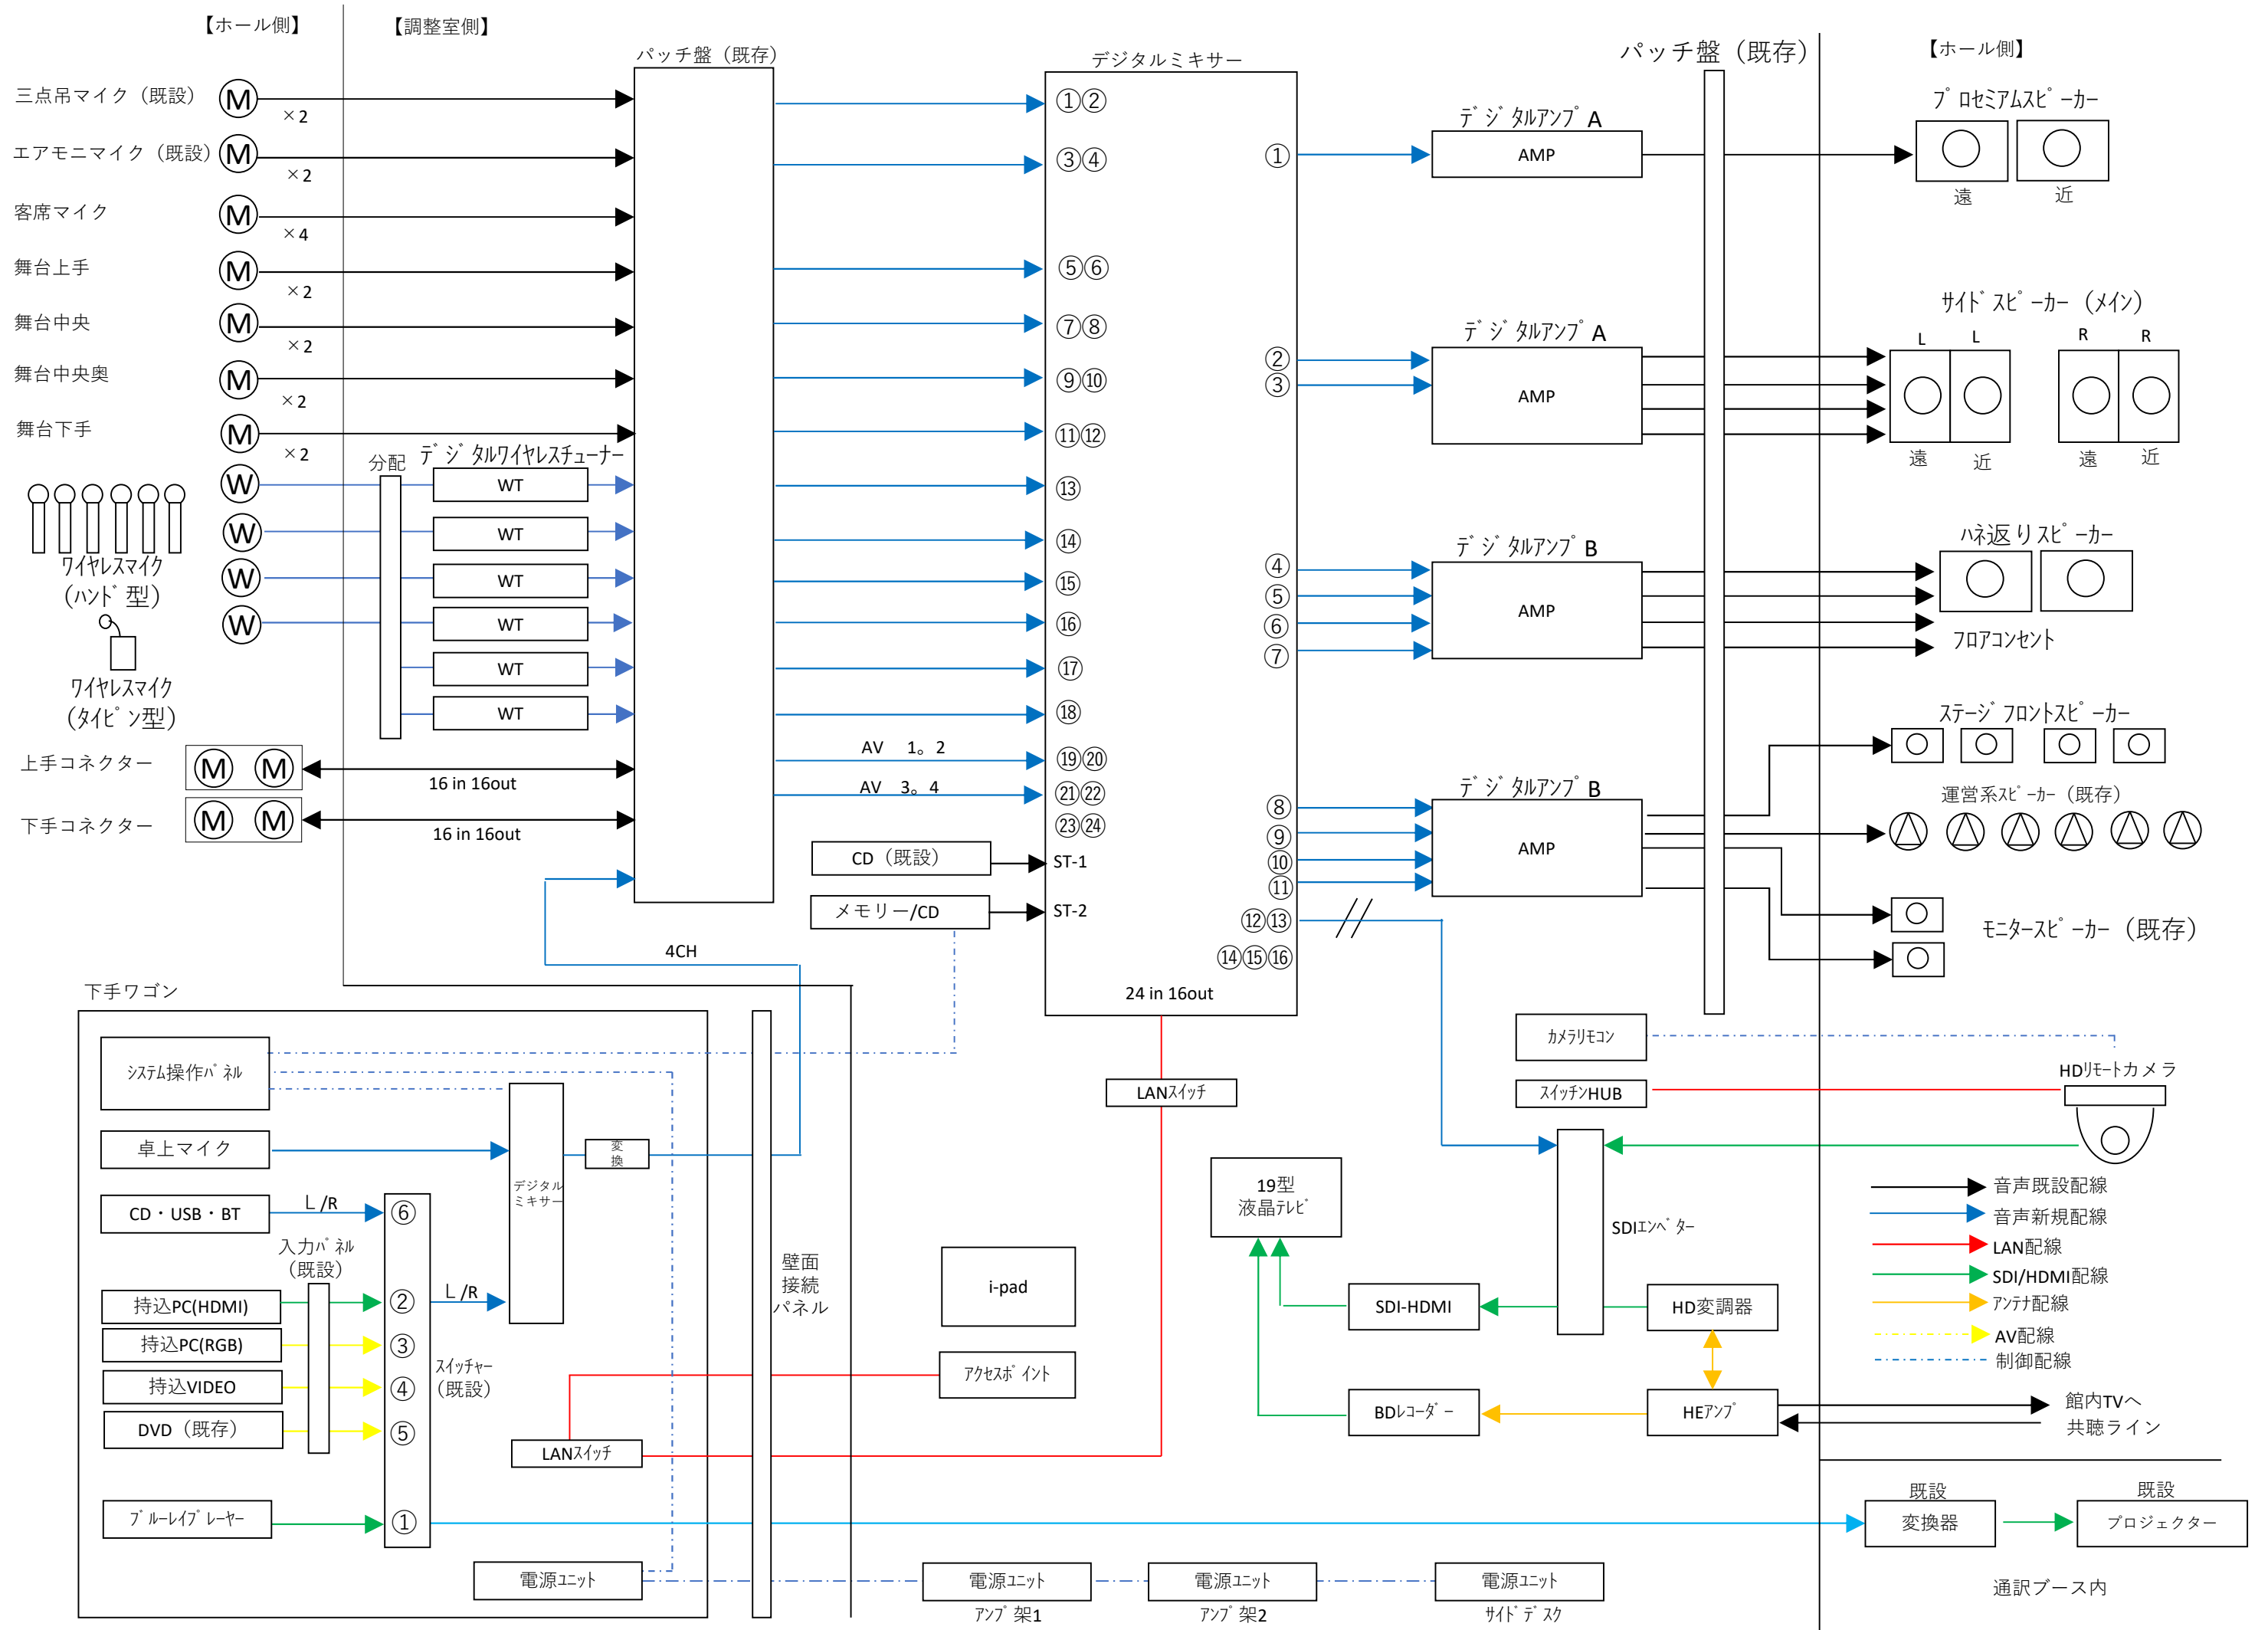 【ホール側】
【調整室側】
パッチ盤（既存）
デジタルミキサー
パッチ盤（既存）
【ホール側】
三点吊マイク（既設）
M
×2
エアモニマイク（既設）
M
×2
客席マイク
M
×4
舞台上手
M
×2
舞台中央
M
×2
舞台中央奥
M
×2
舞台下手
M
×2
分配
ﾃﾞｼﾞﾀﾙﾜｲﾔﾚｽﾁｭｰﾅｰ
W
WT
W
WT
W
WT
W
WT
WT
WT
ﾜｲﾔﾚｽﾏｲｸ
(ﾊﾝﾄﾞ型)
ﾜｲﾔﾚｽﾏｲｸ
(ﾀｲﾋﾟﾝ型)
上手コネクター
M M
16 in 16out
下手コネクター
M M
16 in 16out
4CH
①②
③④
⑤⑥
⑦⑧
⑨⑩
⑪⑫
⑬
⑭
⑮
⑯
⑰
⑱
AV 1。2
⑲⑳
AV 3。4
㉑㉒
㉓㉔
CD（既設）
ST-1
メモリー/CD
ST-2
24 in 16out
①
②
③
④
⑤
⑥
⑦
⑧
⑨
⑩
⑪
⑫⑬
⑭⑮⑯
ﾃﾞｼﾞﾀﾙｱﾝﾌﾟA
AMP
ﾃﾞｼﾞﾀﾙｱﾝﾌﾟA
AMP
ﾃﾞｼﾞﾀﾙｱﾝﾌﾟB
AMP
ﾃﾞｼﾞﾀﾙｱﾝﾌﾟB
AMP
ﾌﾟﾛｾﾐｱﾑｽﾋﾟｰｶｰ
遠 近
ｻｲﾄﾞｽﾋﾟｰｶｰ（ﾒｲﾝ）
L L R R
遠 近 遠 近
ﾊﾈ返りｽﾋﾟｰｶｰ
ﾌﾛｱｺﾝｾﾝﾄ
ｽﾃｰｼﾞﾌﾛﾝﾄｽﾋﾟｰｶｰ
運営系ｽﾋﾟｰｶｰ（既存）
ﾓﾆﾀｰｽﾋﾟｰｶｰ（既存）
下手ワゴン
ｼｽﾃﾑ操作ﾊﾟﾈﾙ
卓上マイク
CD・USB・BT
L/R
入力ﾊﾟﾈﾙ
（既設）
持込PC(HDMI)
持込PC(RGB)
持込VIDEO
DVD（既存）
ﾌﾞﾙｰﾚｲﾌﾟﾚｰﾔｰ
⑥
②
③
④
⑤
①
L/R
ｽｲｯﾁｬｰ
（既設）
デジタル
ミキサー
変
換
LANｽｲｯﾁ
電源ﾕﾆｯﾄ
壁面
接続
パネル
i-pad
ｱｸｾｽﾎﾟｲﾝﾄ
LANｽｲｯﾁ
19型
液晶ﾃﾚﾋﾞ
ｶﾒﾗﾘﾓｺﾝ
ｽｲｯﾁﾝHUB
HDﾘﾓｰﾄカメラ
SDIｴﾝﾍﾞﾀﾞｰ
SDI-HDMI
HD変調器
BDﾚｺｰﾀﾞｰ
HEｱﾝﾌﾟ
音声既設配線
音声新規配線
LAN配線
SDI/HDMI配線
ｱﾝﾃﾅ配線
AV配線
制御配線
館内TVへ
共聴ライン
既設
変換器
既設
プロジェクター
通訳ブース内
電源ﾕﾆｯﾄ
ｱﾝﾌﾟ架1
電源ﾕﾆｯﾄ
ｱﾝﾌﾟ架2
電源ﾕﾆｯﾄ
ｻｲﾄﾞﾃﾞｽｸ